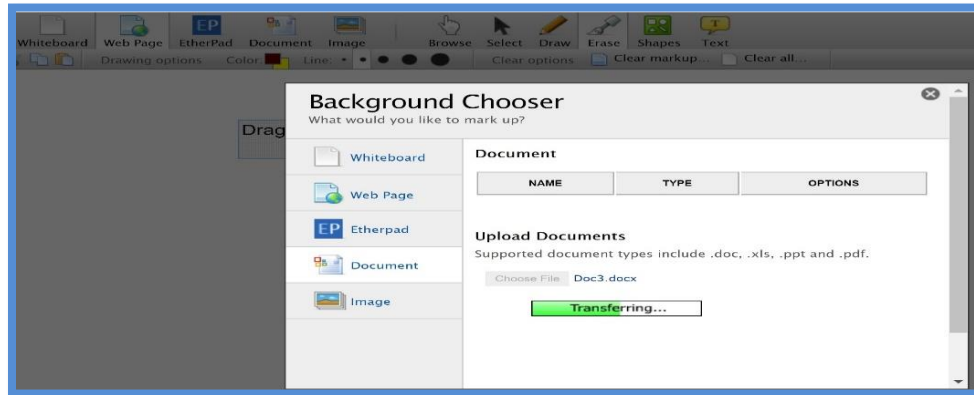 EP
T
Whiteboard Web Page EtherPad Document Image Browse Select Draw Erase Shapes Text
Drawing options Color: Line: Clear options Clear markup... Clear all...
Drag
Background Chooser
What would you like to mark up?
Whiteboard
Web Page
EP Etherpad
Document
Image
Document
NAME TYPE OPTIONS
Upload Documents
Supported document types include .doc, .xls, .ppt and .pdf.
Choose File Doc3.docx
Transferring...